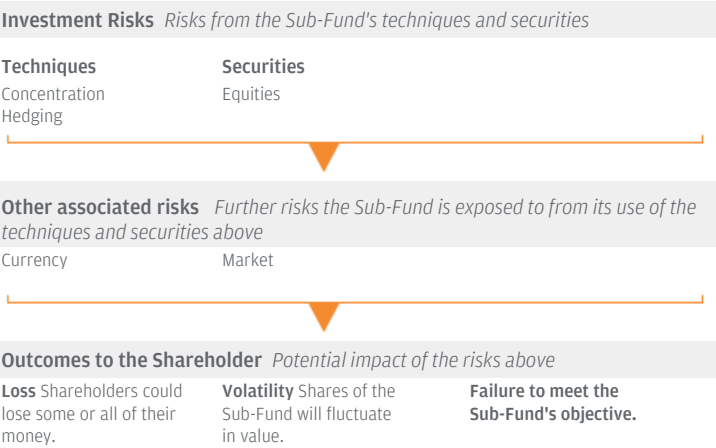 Investment Risks Risks from the Sub-Fund's techniques and securities
Techniques Securities
Concentration Equities
Hedging
Other associated risks Further risks the Sub-Fund is exposed to from its use of the
techniques and securities above
Currency Market
Outcomes to the Shareholder Potential impact of the risks above
Loss Shareholders could
lose some or all of their
money.
Volatility Shares of the
Sub-Fund will fluctuate
in value.
Failure to meet the
Sub-Fund's objective.